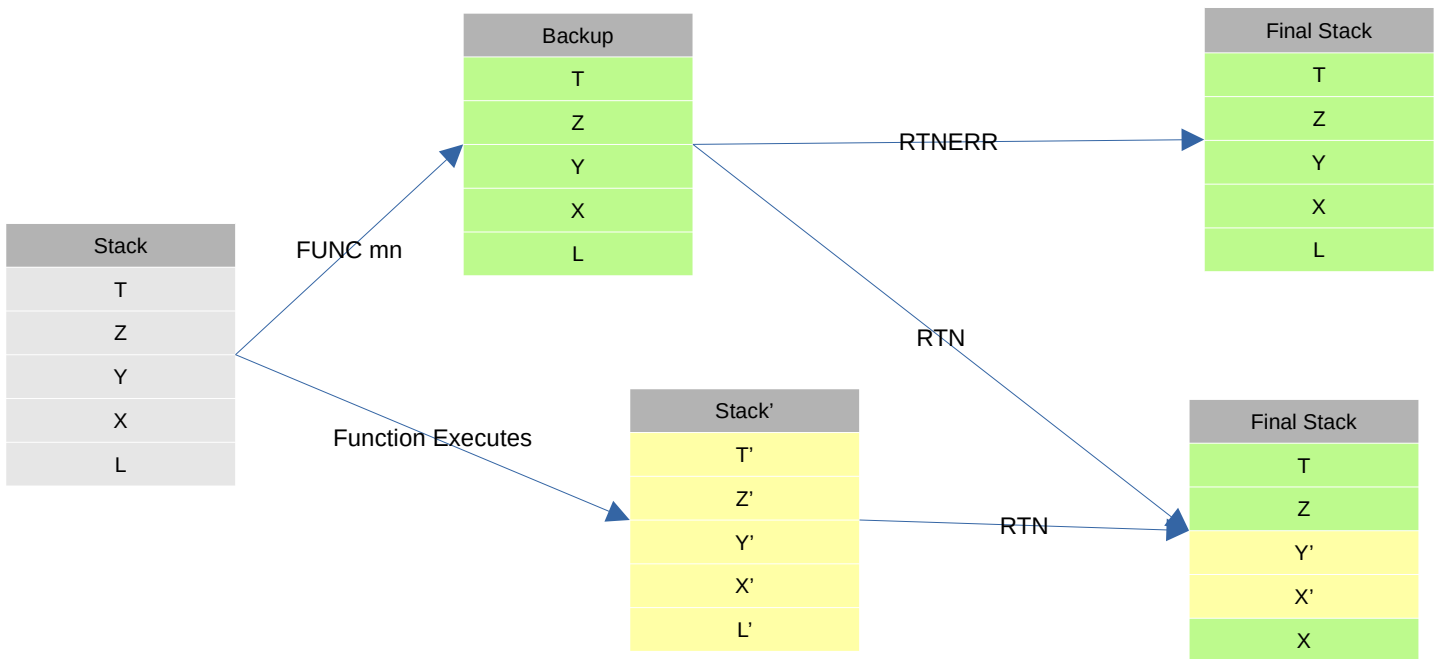 Backup
T
Z
Y
X
L
Final Stack
T
Z
Y
X
L
RTNERR
FUNC mn
Stack
T
Z
Y
X
L
RTN
Function Executes
Stack’
T’
Z’
Y’
X’
L’
RTN
Final Stack
T
Z
Y’
X’
X